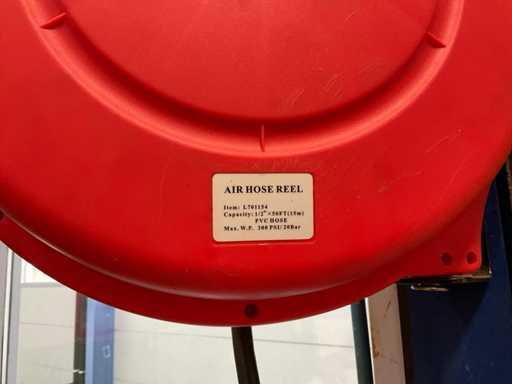 AIR HOSE REEL
Item: L701154
Capacity: 1/2"×50FT(15m)
PVC HOSE
Max. W.P. 300 PSI/20Bar